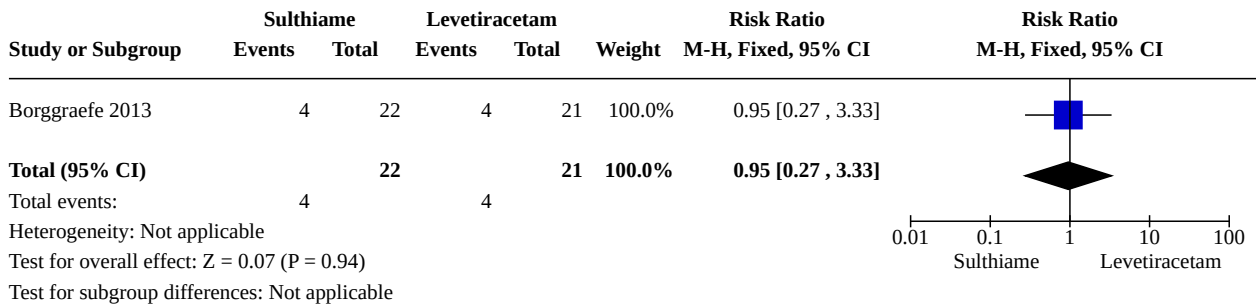 Sulthiame Levetiracetam Risk Ratio Risk Ratio
Study or Subgroup Events Total Events Total Weight M-H, Fixed, 95% CI M-H, Fixed, 95% CI
Borggraefe 2013 4 22 4 21 100.0% 0.95 [0.27 , 3.33]
Total (95% CI) 22 21 100.0% 0.95 [0.27 , 3.33]
Total events: 4 4
Heterogeneity: Not applicable
0.01 0.1 1 10 100
Test for overall effect: Z = 0.07 (P = 0.94)
Sulthiame Levetiracetam
Test for subgroup differences: Not applicable